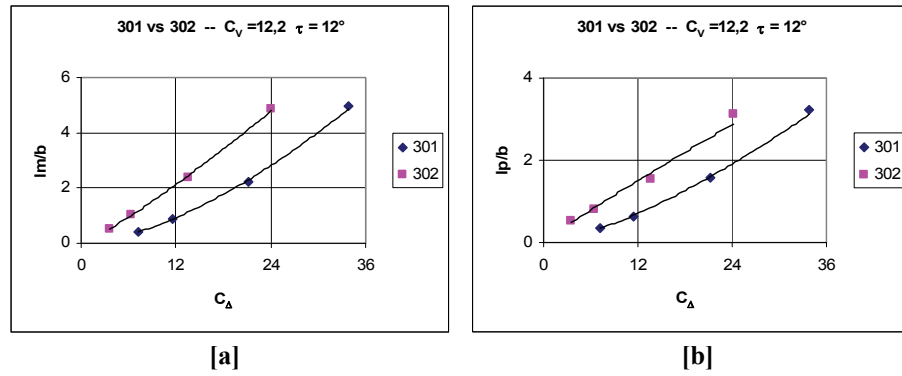 301 vs 302 -- C_V =12,2 τ = 12°
6
4
2
0
lm/b
0 12 24 36
C_Δ
301
302
[a]
301 vs 302 -- C_V =12,2 τ = 12°
4
2
0
lp/b
0 12 24 36
C_Δ
301
302
[b]